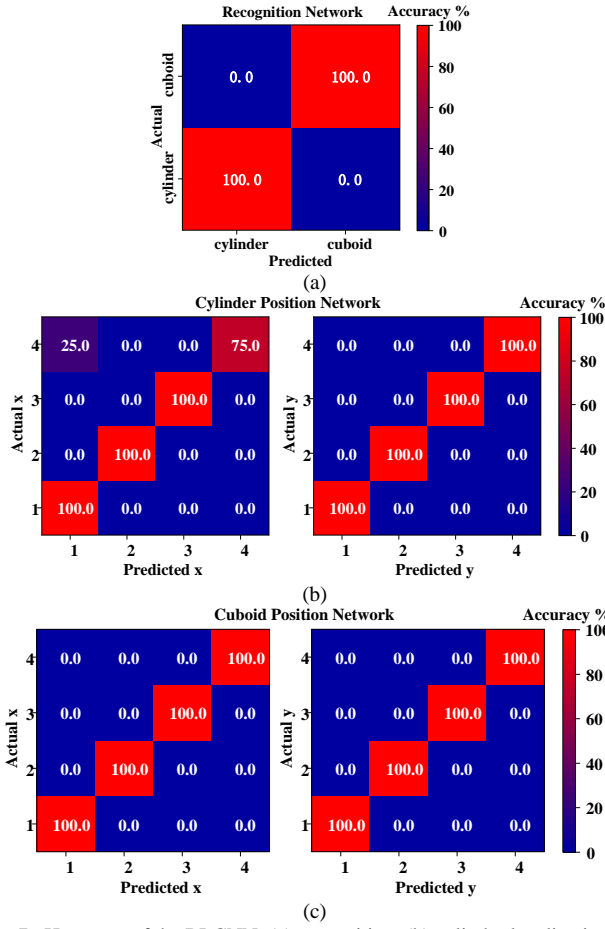 Recognition Network Accuracy %
100
80
60
40
20
0
cuboid
Actual
cylinder
0.0 100.0
100.0 0.0
cylinder cuboid
Predicted
(a)
Cylinder Position Network Accuracy %
Actual x
4 25.0 0.0 0.0 75.0
3 0.0 0.0 100.0 0.0
2 0.0 100.0 0.0 0.0
1 100.0 0.0 0.0 0.0
1 2 3 4
Predicted x
Actual y
0.0 0.0 0.0 100.0
0.0 0.0 100.0 0.0
0.0 100.0 0.0 0.0
100.0 0.0 0.0 0.0
1 2 3 4
Predicted y
100
80
60
40
20
0
(b)
Cuboid Position Network Accuracy %
Actual x
4 0.0 0.0 0.0 100.0
3 0.0 0.0 100.0 0.0
2 0.0 100.0 0.0 0.0
1 100.0 0.0 0.0 0.0
1 2 3 4
Predicted x
Actual y
0.0 0.0 0.0 100.0
0.0 0.0 100.0 0.0
0.0 100.0 0.0 0.0
100.0 0.0 0.0 0.0
1 2 3 4
Predicted y
100
80
60
40
20
0
(c)